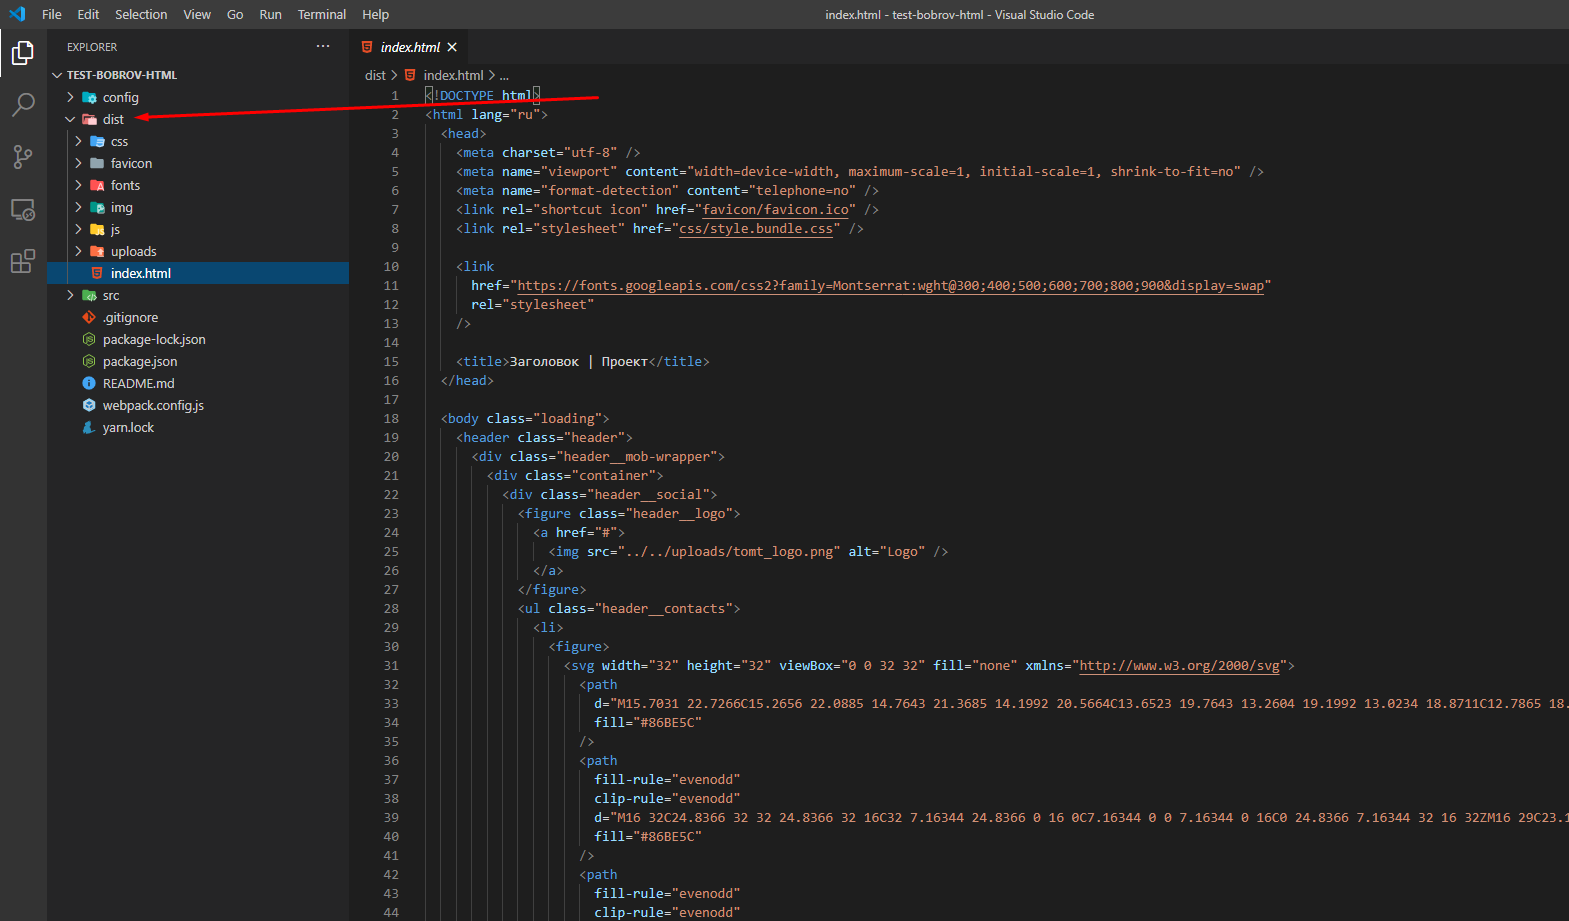 File Edit Selection View Go Run Terminal Help
index.html - test-bobrov-html - Visual Studio Code
EXPLORER
TEST-BOBROV-HTML
config
dist
css
favicon
fonts
img
js
uploads
index.html
src
.gitignore
package-lock.json
package.json
README.md
webpack.config.js
yarn.lock
index.html
dist > index.html > ...
1 <!DOCTYPE html>
2 <html lang="ru">
3 <head>
4 <meta charset="utf-8" />
5 <meta name="viewport" content="width=device-width, maximum-scale=1, initial-scale=1, shrink-to-fit=no" />
6 <meta name="format-detection" content="telephone=no" />
7 <link rel="shortcut icon" href="favicon/favicon.ico" />
8 <link rel="stylesheet" href="css/style.bundle.css" />
9
10 <link
11 href="https://fonts.googleapis.com/css2?family=Montserrat:wght@300;400;500;600;700;800;900&display=swap"
12 rel="stylesheet"
13 />
14
15 <title>Заголовок | Проект</title>
16 </head>
17
18 <body class="loading">
19 <header class="header">
20 <div class="header__mob-wrapper">
21 <div class="container">
22 <div class="header__social">
23 <figure class="header__logo">
24 <a href="#">
25 <img src="../../uploads/tomt_logo.png" alt="Logo" />
26 </a>
27 </figure>
28 <ul class="header__contacts">
29 <li>
30 <figure>
31 <svg width="32" height="32" viewBox="0 0 32 32" fill="none" xmlns="http://www.w3.org/2000/svg">
32 <path
33 d="M15.7031 22.7266C15.2656 22.0885 14.7643 21.3685 14.1992 20.5664C13.6523 19.7643 13.2604 19.1992 13.0234 18.8711C12.7865 18.
34 fill="#86BE5C"
35 />
36 <path
37 fill-rule="evenodd"
38 clip-rule="evenodd"
39 d="M16 32C24.8366 32 32 24.8366 32 16C32 7.16344 24.8366 0 16 0C7.16344 0 0 7.16344 0 16C0 24.8366 7.16344 32 16 32ZM16 29C23.1
40 fill="#86BE5C"
41 />
42 <path
43 fill-rule="evenodd"
44 clip-rule="evenodd"